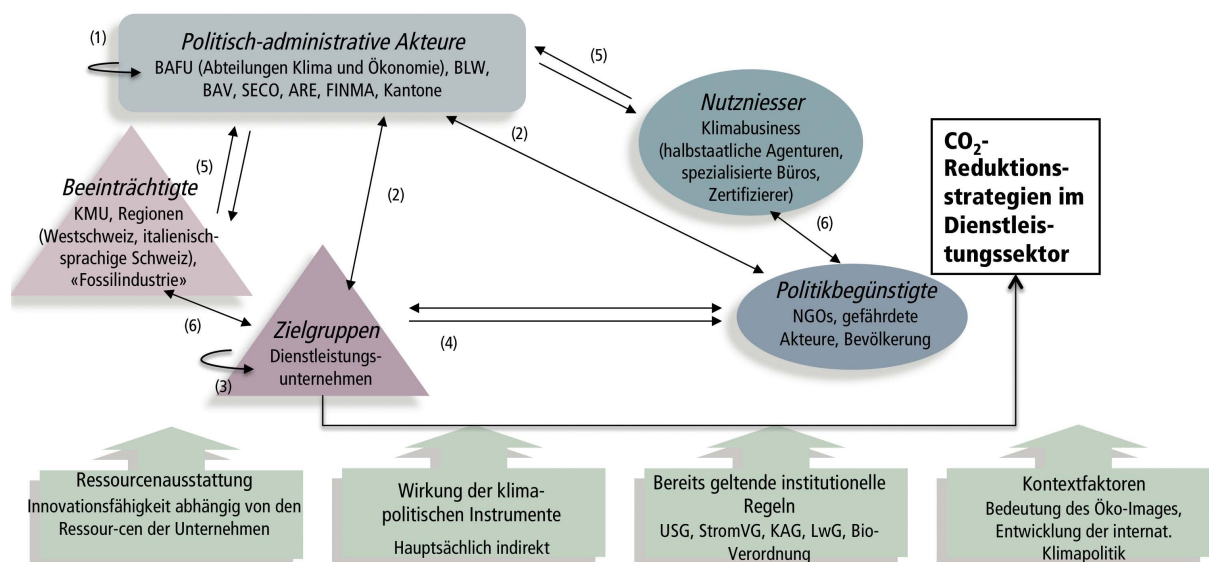 (1)
Politisch-administrative Akteure
BAFU (Abteilungen Klima und Ökonomie), BLW,
BAV, SECO, ARE, FINMA, Kantone
(5)
Nutzniesser
Klimabusiness
(halbstaatliche Agenturen,
spezialisierte Büros,
Zertifizierer)
CO₂-
Reduktions-
strategien im
Dienstleis-
tungssektor
(5)
(2)
(2)
Beeinträchtigte
KMU, Regionen
(Westschweiz, italienisch-
sprachige Schweiz),
«Fossilindustrie»
(6)
Politikbegünstigte
NGOs, gefährdete
Akteure, Bevölkerung
(6)
Zielgruppen
Dienstleistungs-
unternehmen
(3)
(4)
Ressourcenausstattung
Innovationsfähigkeit abhängig von den
Ressour-cen der Unternehmen
Wirkung der klima-
politischen Instrumente
Hauptsächlich indirekt
Bereits geltende institutionelle
Regeln
USG, StromVG, KAG, LwG, Bio-
Verordnung
Kontextfaktoren
Bedeutung des Öko-Images,
Entwicklung der internat.
Klimapolitik